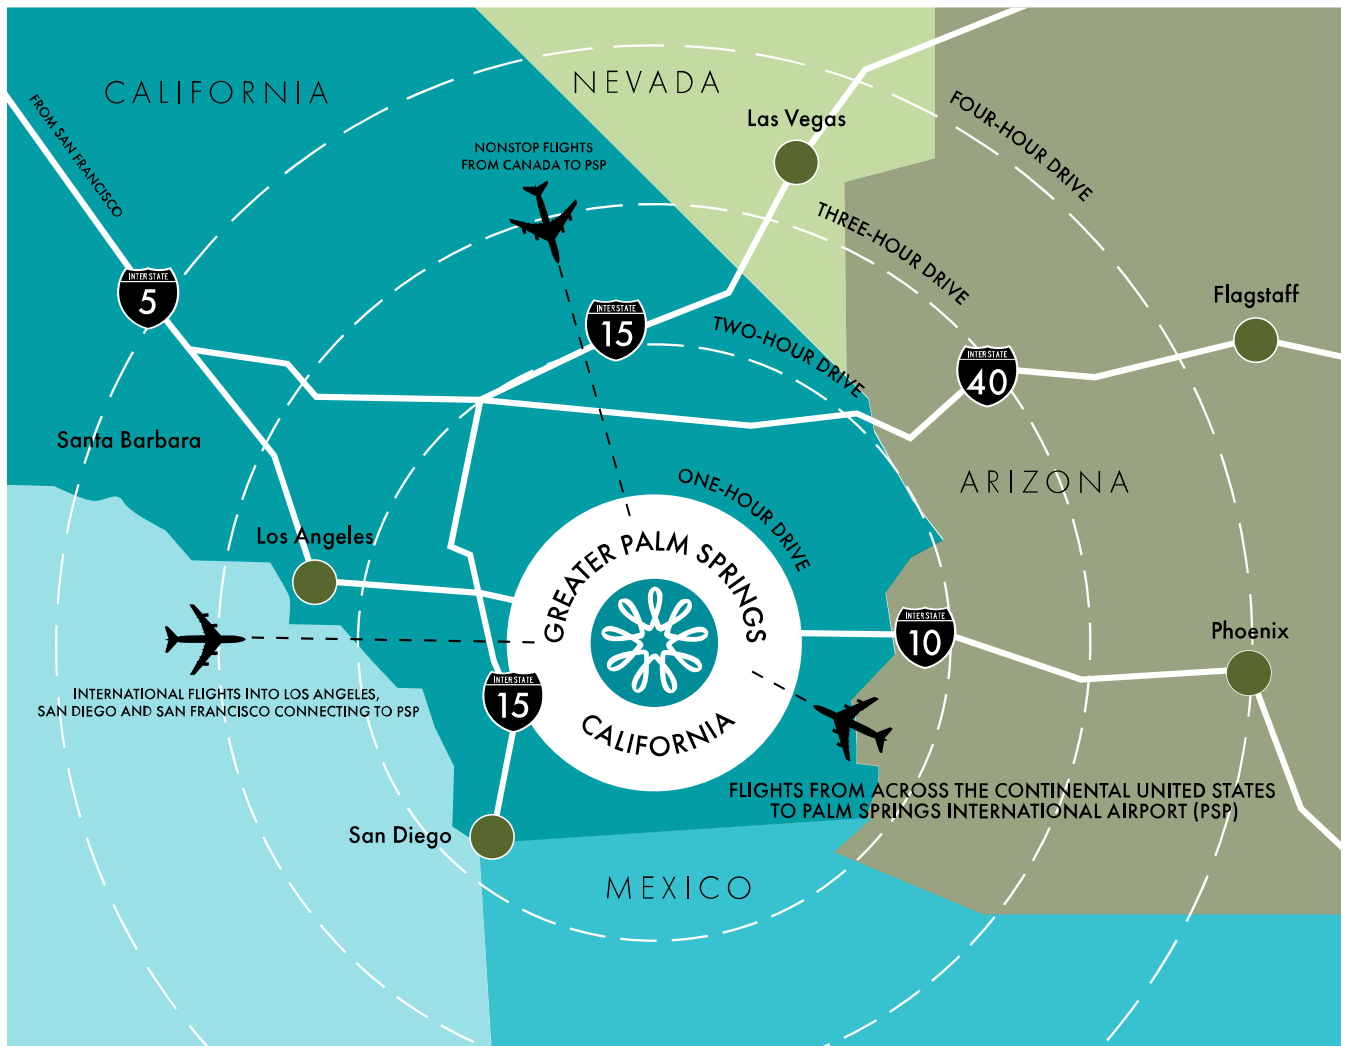 CALIFORNIA
NEVADA
Las Vegas
FOUR-HOUR DRIVE
FROM SAN FRANCISCO
NONSTOP FLIGHTS
FROM CANADA TO PSP
THREE-HOUR DRIVE
INTERSTATE
5
INTERSTATE
15
TWO-HOUR DRIVE
Flagstaff
INTERSTATE
40
Santa Barbara
ONE-HOUR DRIVE
ARIZONA
Los Angeles
GREATER PALM SPRINGS
CALIFORNIA
INTERSTATE
10
Phoenix
INTERNATIONAL FLIGHTS INTO LOS ANGELES,
SAN DIEGO AND SAN FRANCISCO CONNECTING TO PSP
INTERSTATE
15
FLIGHTS FROM ACROSS THE CONTINENTAL UNITED STATES
TO PALM SPRINGS INTERNATIONAL AIRPORT (PSP)
San Diego
MEXICO